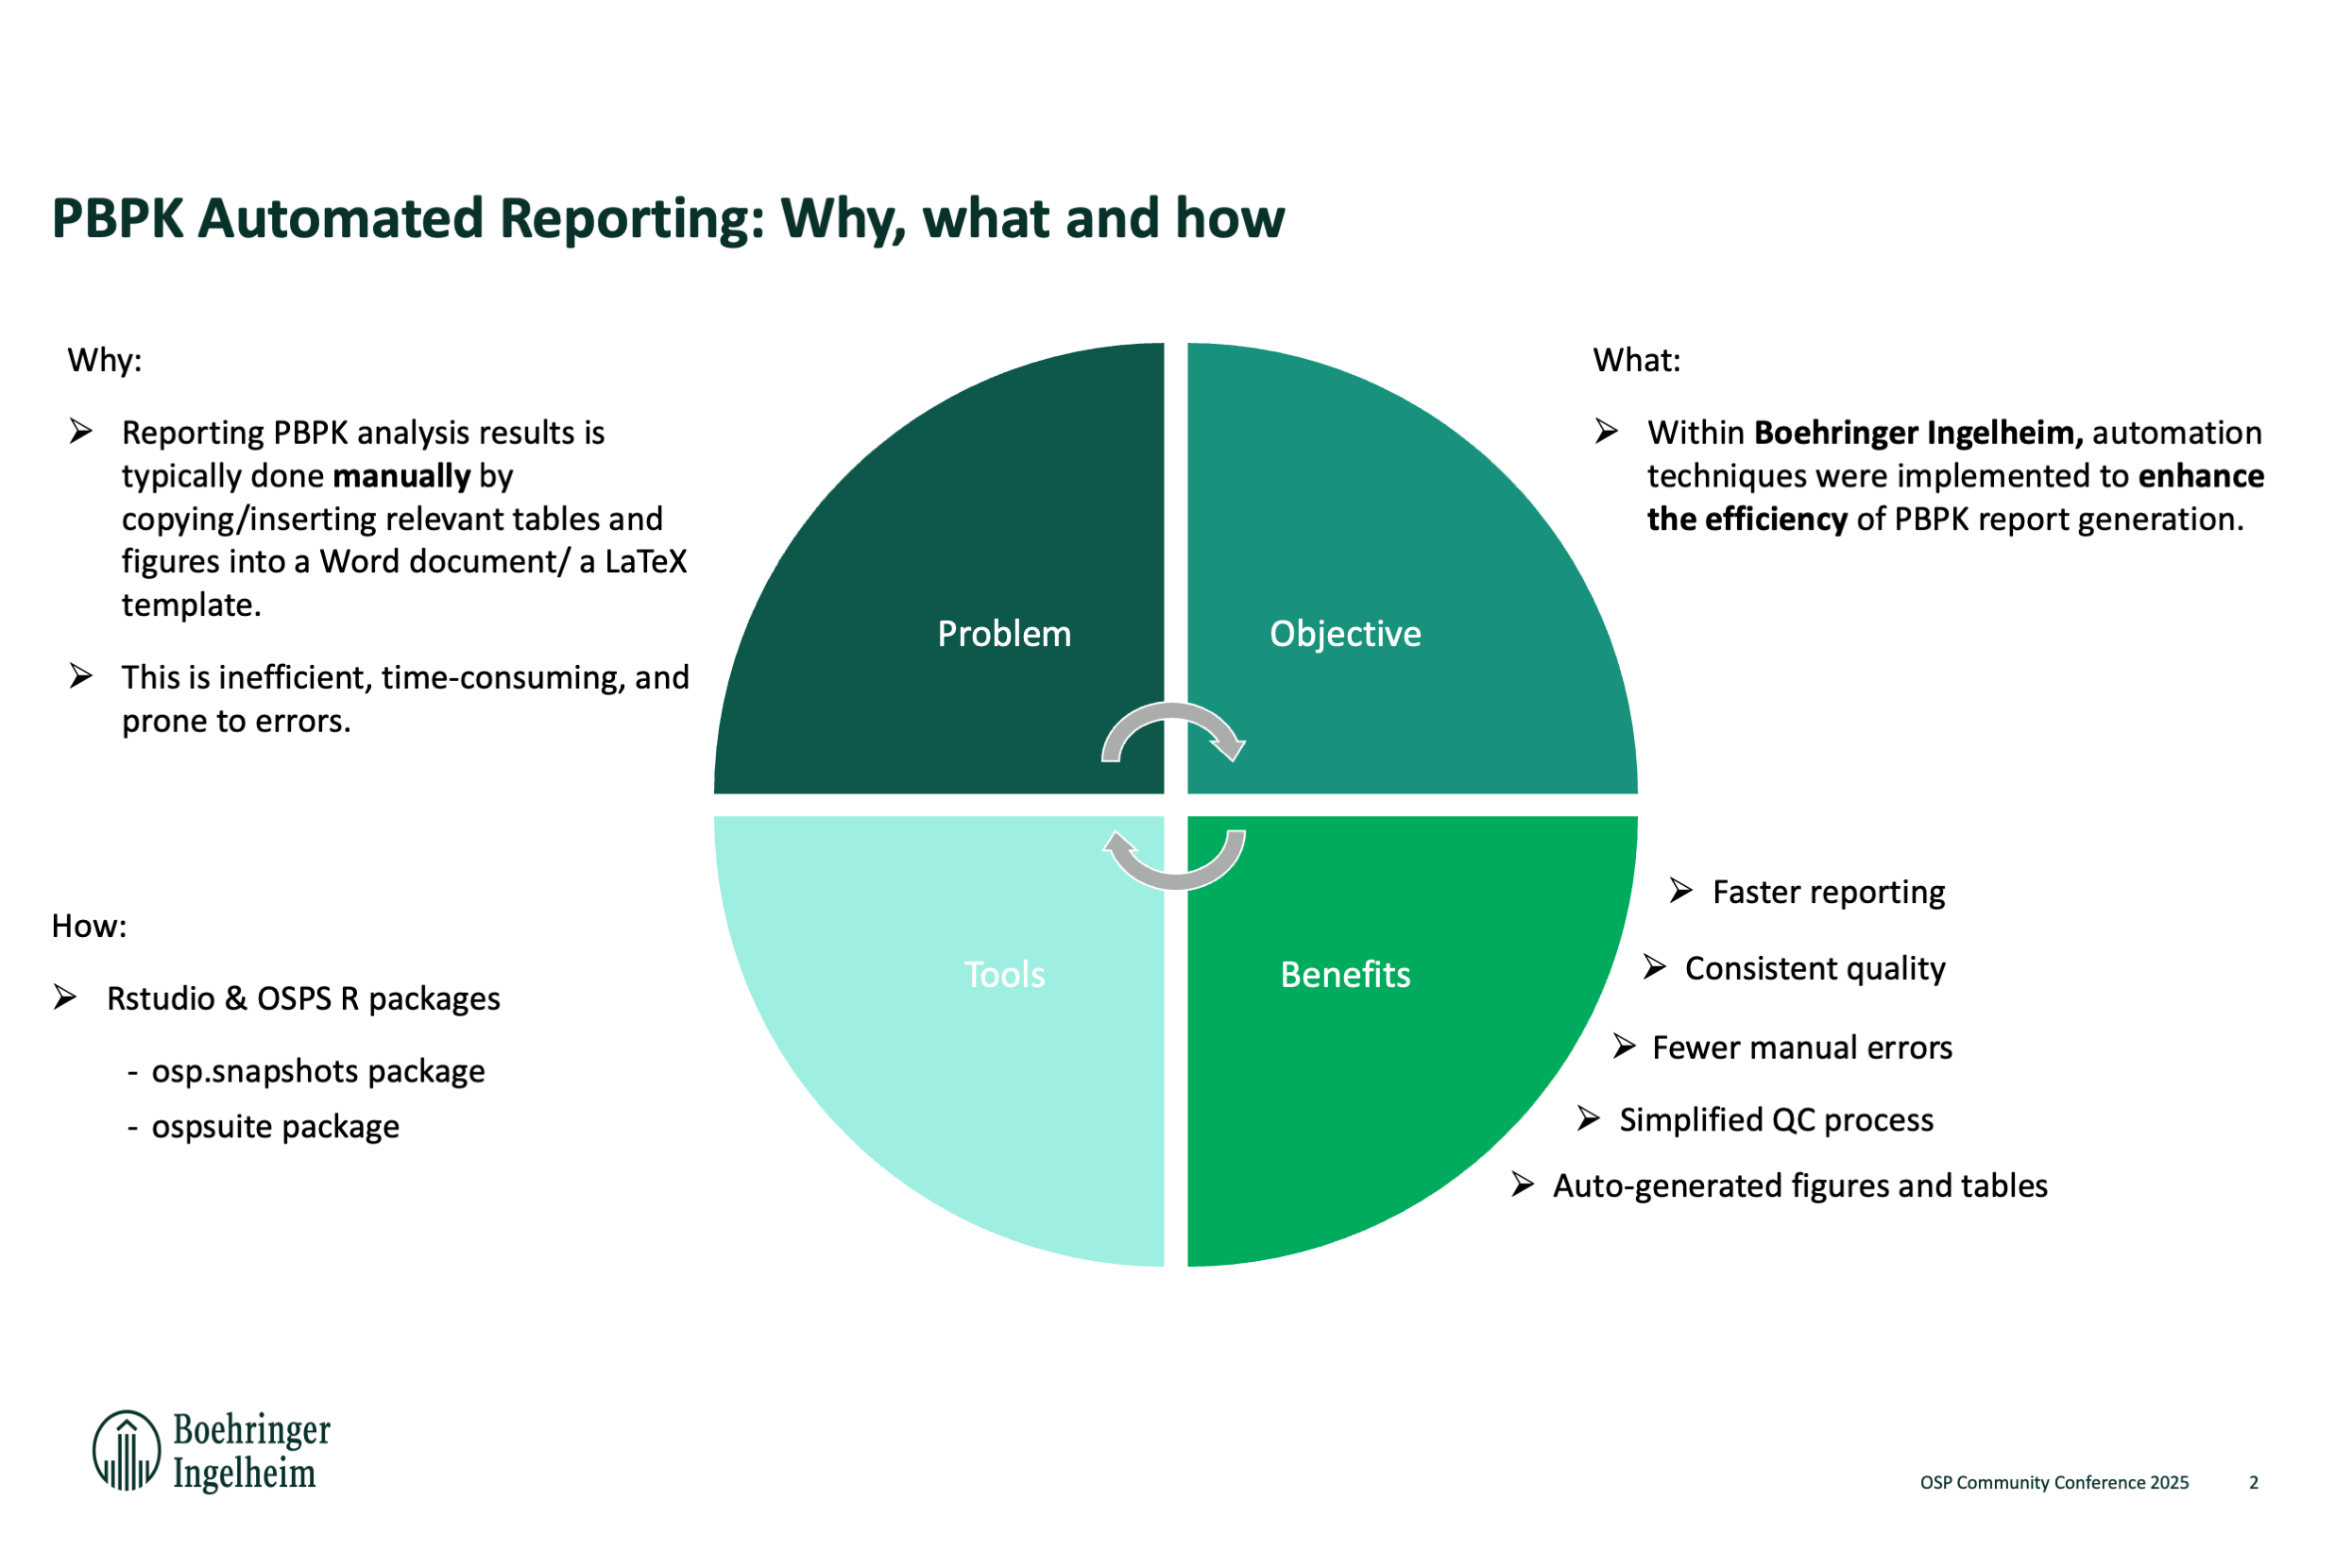 PBPK Automated Reporting: Why, what and how
Why:
➢ Reporting PBPK analysis results is
typically done manually by
copying/inserting relevant tables and
figures into a Word document/ a LaTeX
template.
➢ This is inefficient, time-consuming, and
prone to errors.
What:
➢ Within Boehringer Ingelheim, automation
techniques were implemented to enhance
the efficiency of PBPK report generation.
Problem
Objective
Tools
Benefits
How:
➢ Rstudio & OSPS R packages
- osp.snapshots package
- ospsuite package
➢ Faster reporting
➢ Consistent quality
➢ Fewer manual errors
➢ Simplified QC process
➢ Auto-generated figures and tables
Boehringer
Ingelheim
OSP Community Conference 2025
2